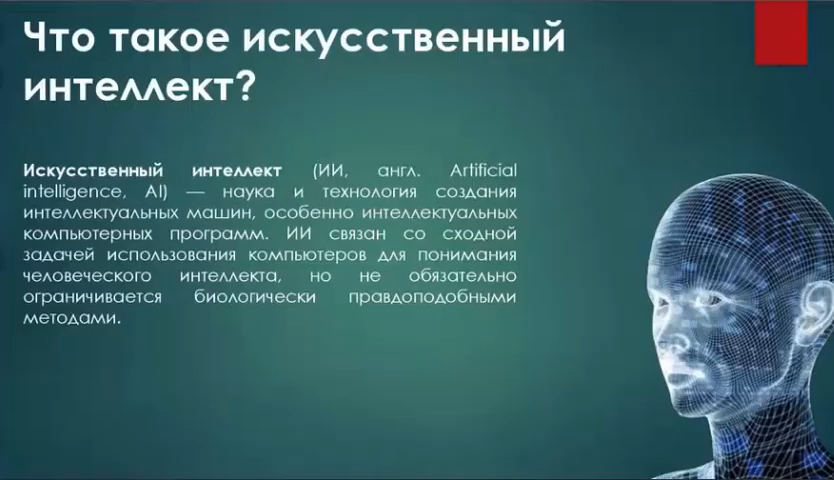 Что такое искусственный
интеллект?
Искусственный интеллект (ИИ, англ. Artificial
intelligence, AI) — наука и технология создания
интеллектуальных машин, особенно интеллектуальных
компьютерных программ. ИИ связан со сходной
задачей использования компьютеров для понимания
человеческого интеллекта, но не обязательно
ограничивается биологически правдоподобными
методами.